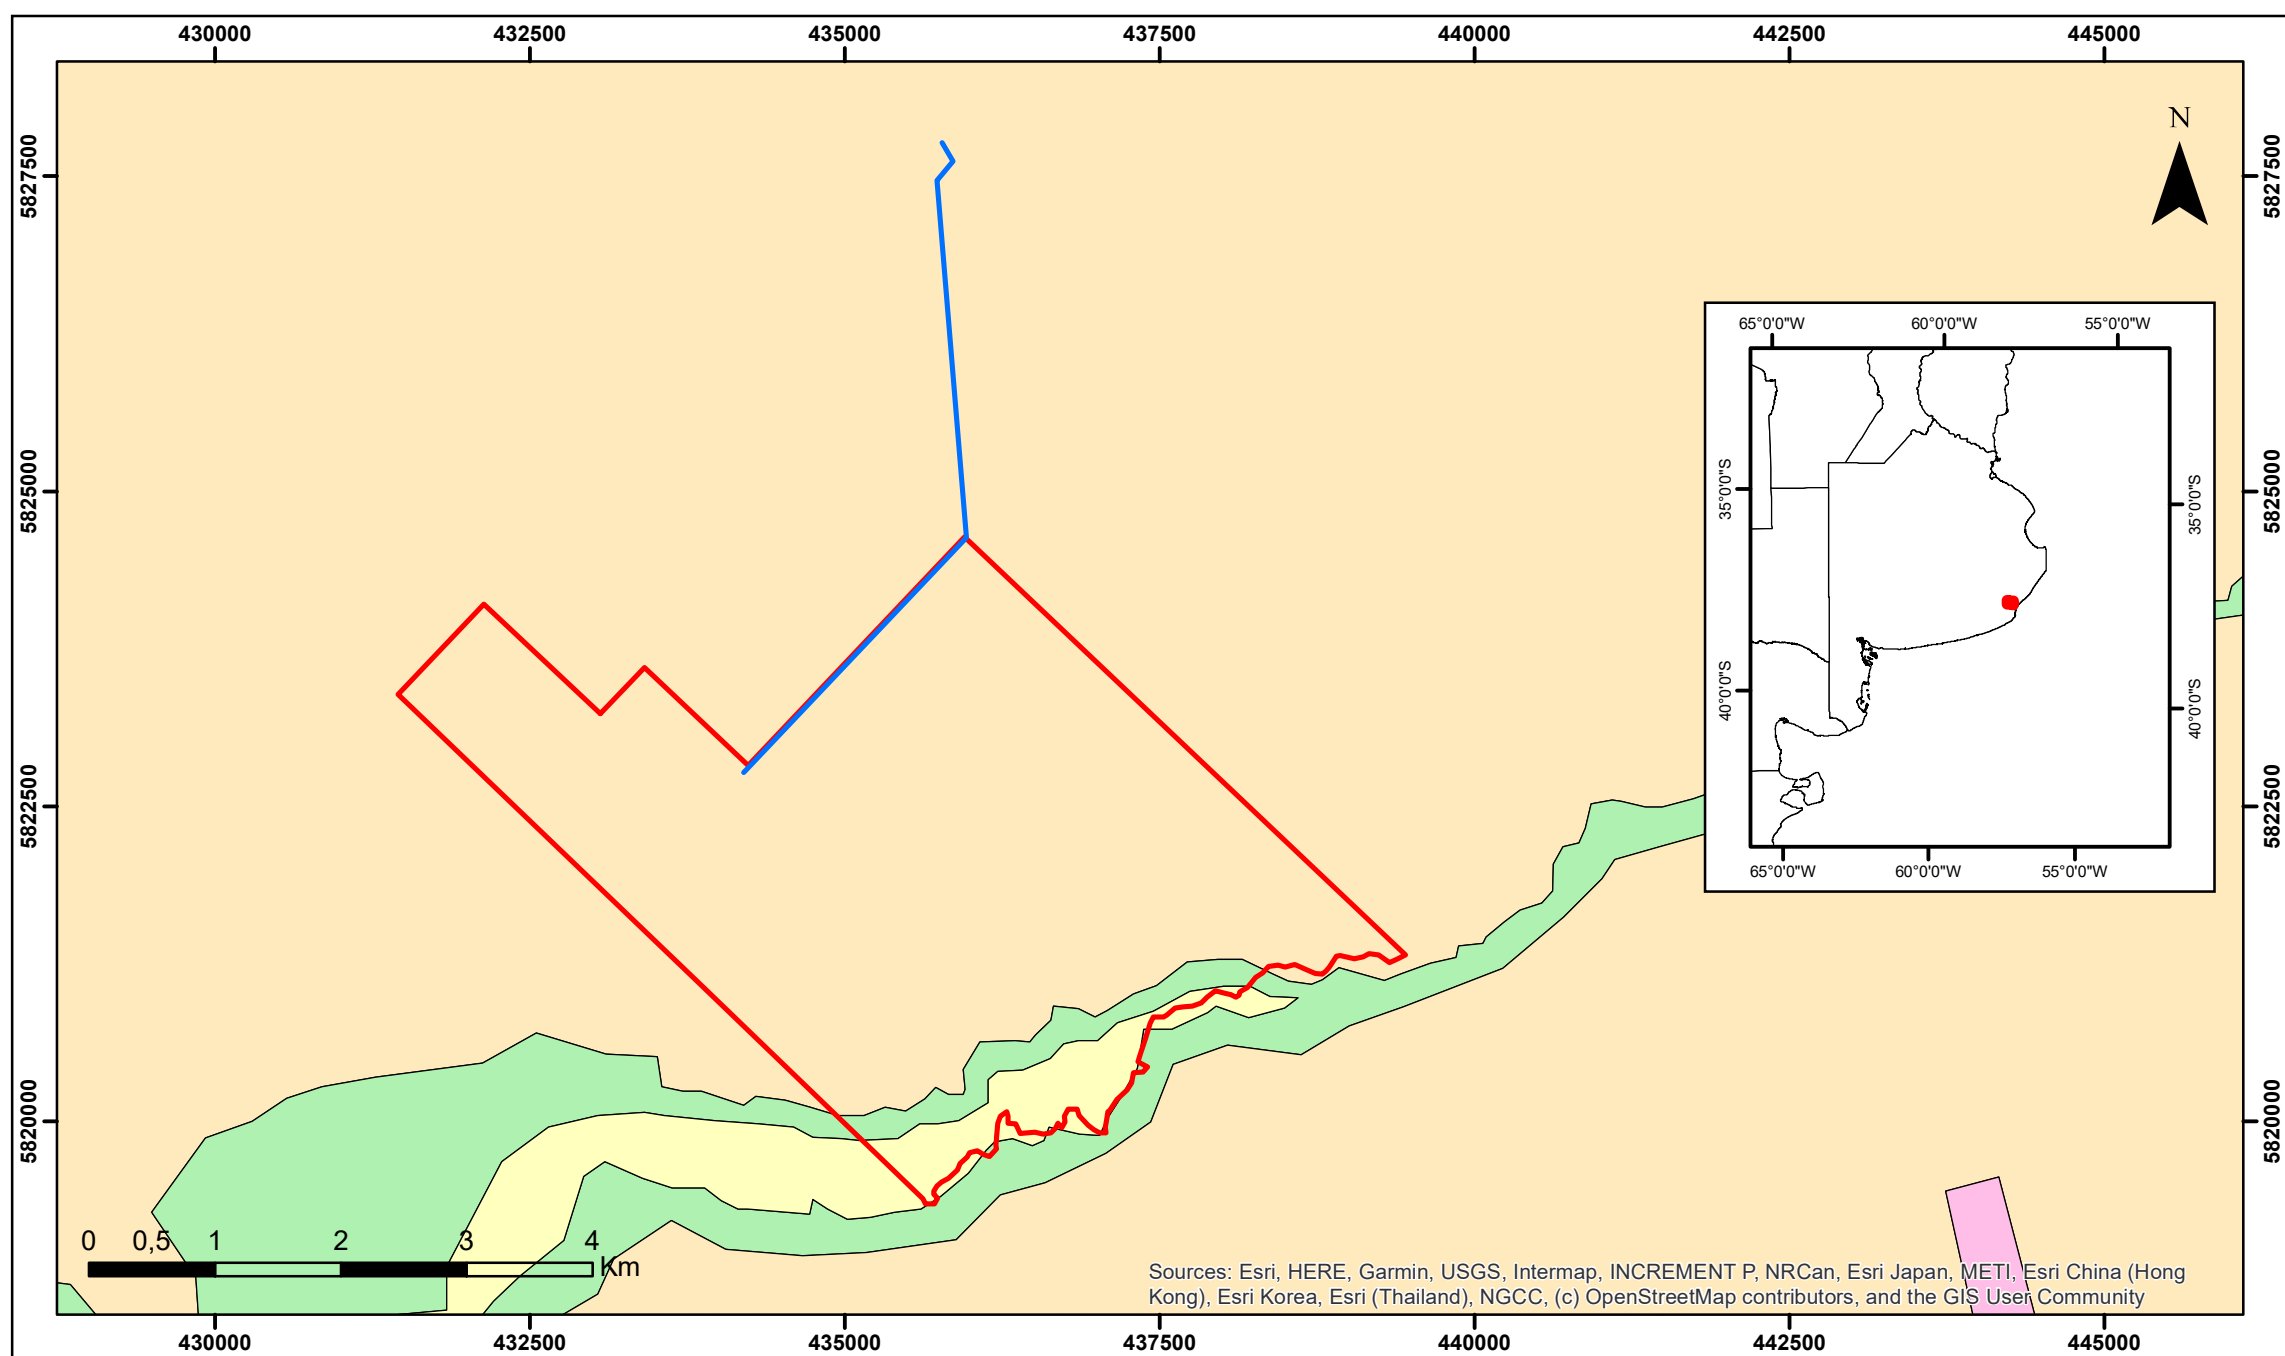 430000 432500 435000 437500 440000 442500 445000
N
5827500 5827500
65°0'0"W 60°0'0"W 55°0'0"W
35°0'0"S 35°0'0"S
5825000 5825000
40°0'0"S 40°0'0"S
5822500 5822500
65°0'0"W 60°0'0"W 55°0'0"W
5820000 5820000
0 0,5 1 2 3 4
Km
Sources: Esri, HERE, Garmin, USGS, Intermap, INCREMENT P, NRCan, Esri Japan, METI, Esri China (Hong
Kong), Esri Korea, Esri (Thailand), NGCC, (c) OpenStreetMap contributors, and the GIS User Community
430000 432500 435000 437500 440000 442500 445000